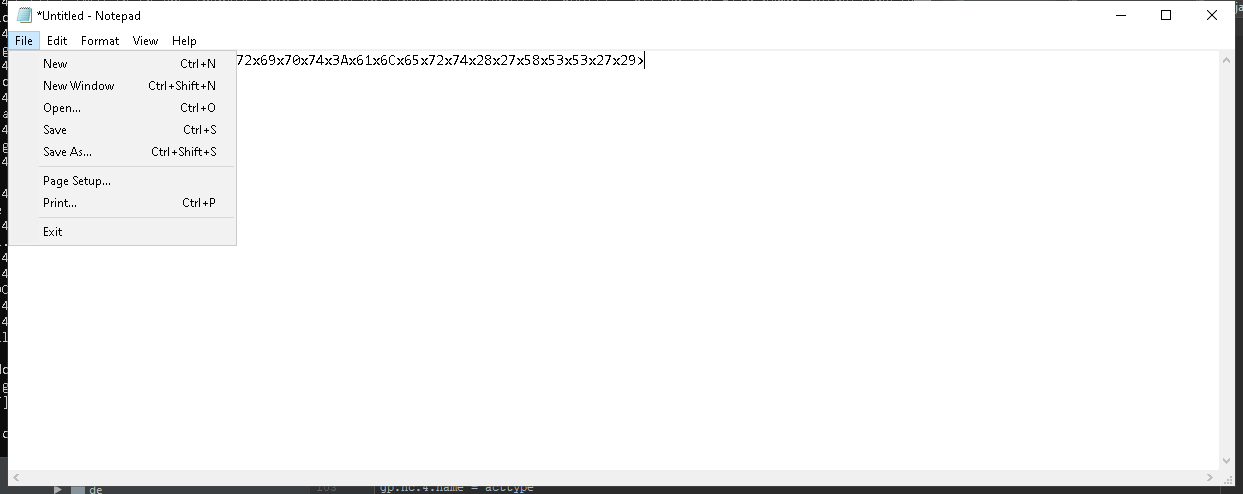 *Untitled - Notepad
File Edit Format View Help
72x69x70x74x3Ax61x6Cx65x72x74x28x27x58x53x53x27x29>
New Ctrl+N
New Window Ctrl+Shift+N
Open... Ctrl+O
Save Ctrl+S
Save As... Ctrl+Shift+S
Page Setup...
Print... Ctrl+P
Exit
de
gp.nc.4.name = acctype